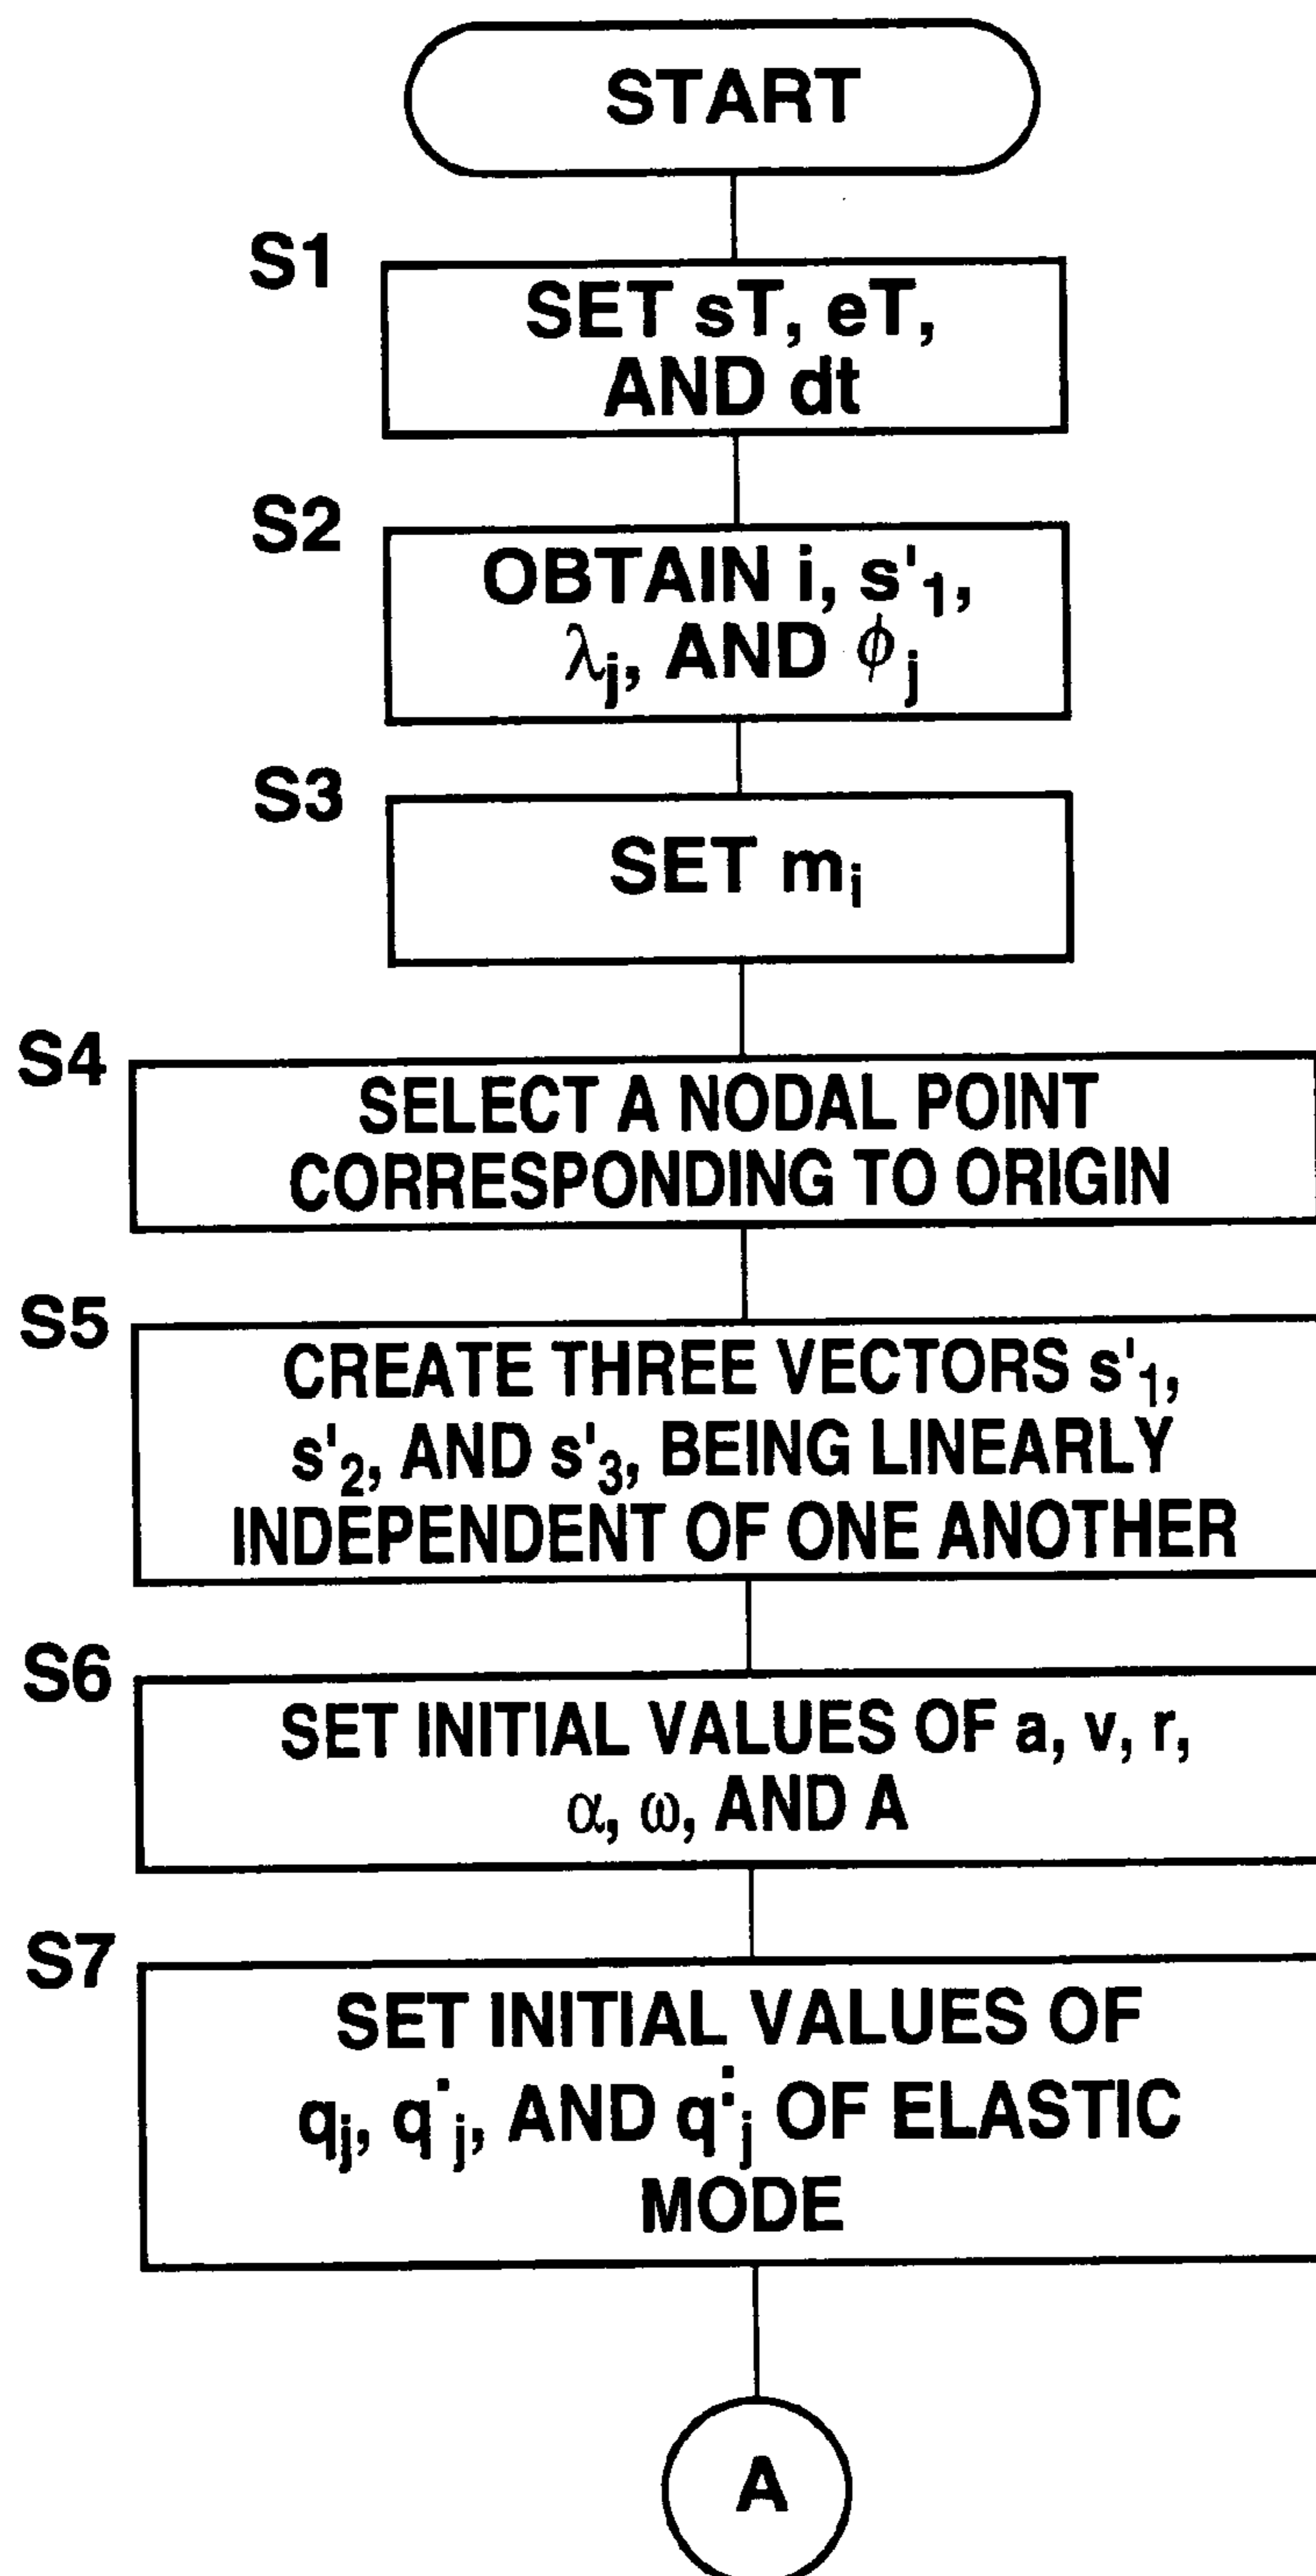 START
S1
SET sT, eT,
AND dt
S2
OBTAIN i, s'₁,
λⱼ, AND ϕⱼ
S3
SET mᵢ
S4
SELECT A NODAL POINT
CORRESPONDING TO ORIGIN
S5
CREATE THREE VECTORS s'₁,
s'₂, AND s'₃, BEING LINEARLY
INDEPENDENT OF ONE ANOTHER
S6
SET INITIAL VALUES OF a, v, r,
α, ω, AND A
S7
SET INITIAL VALUES OF
qⱼ, q˙ⱼ, AND q¨ⱼ OF ELASTIC
MODE
A